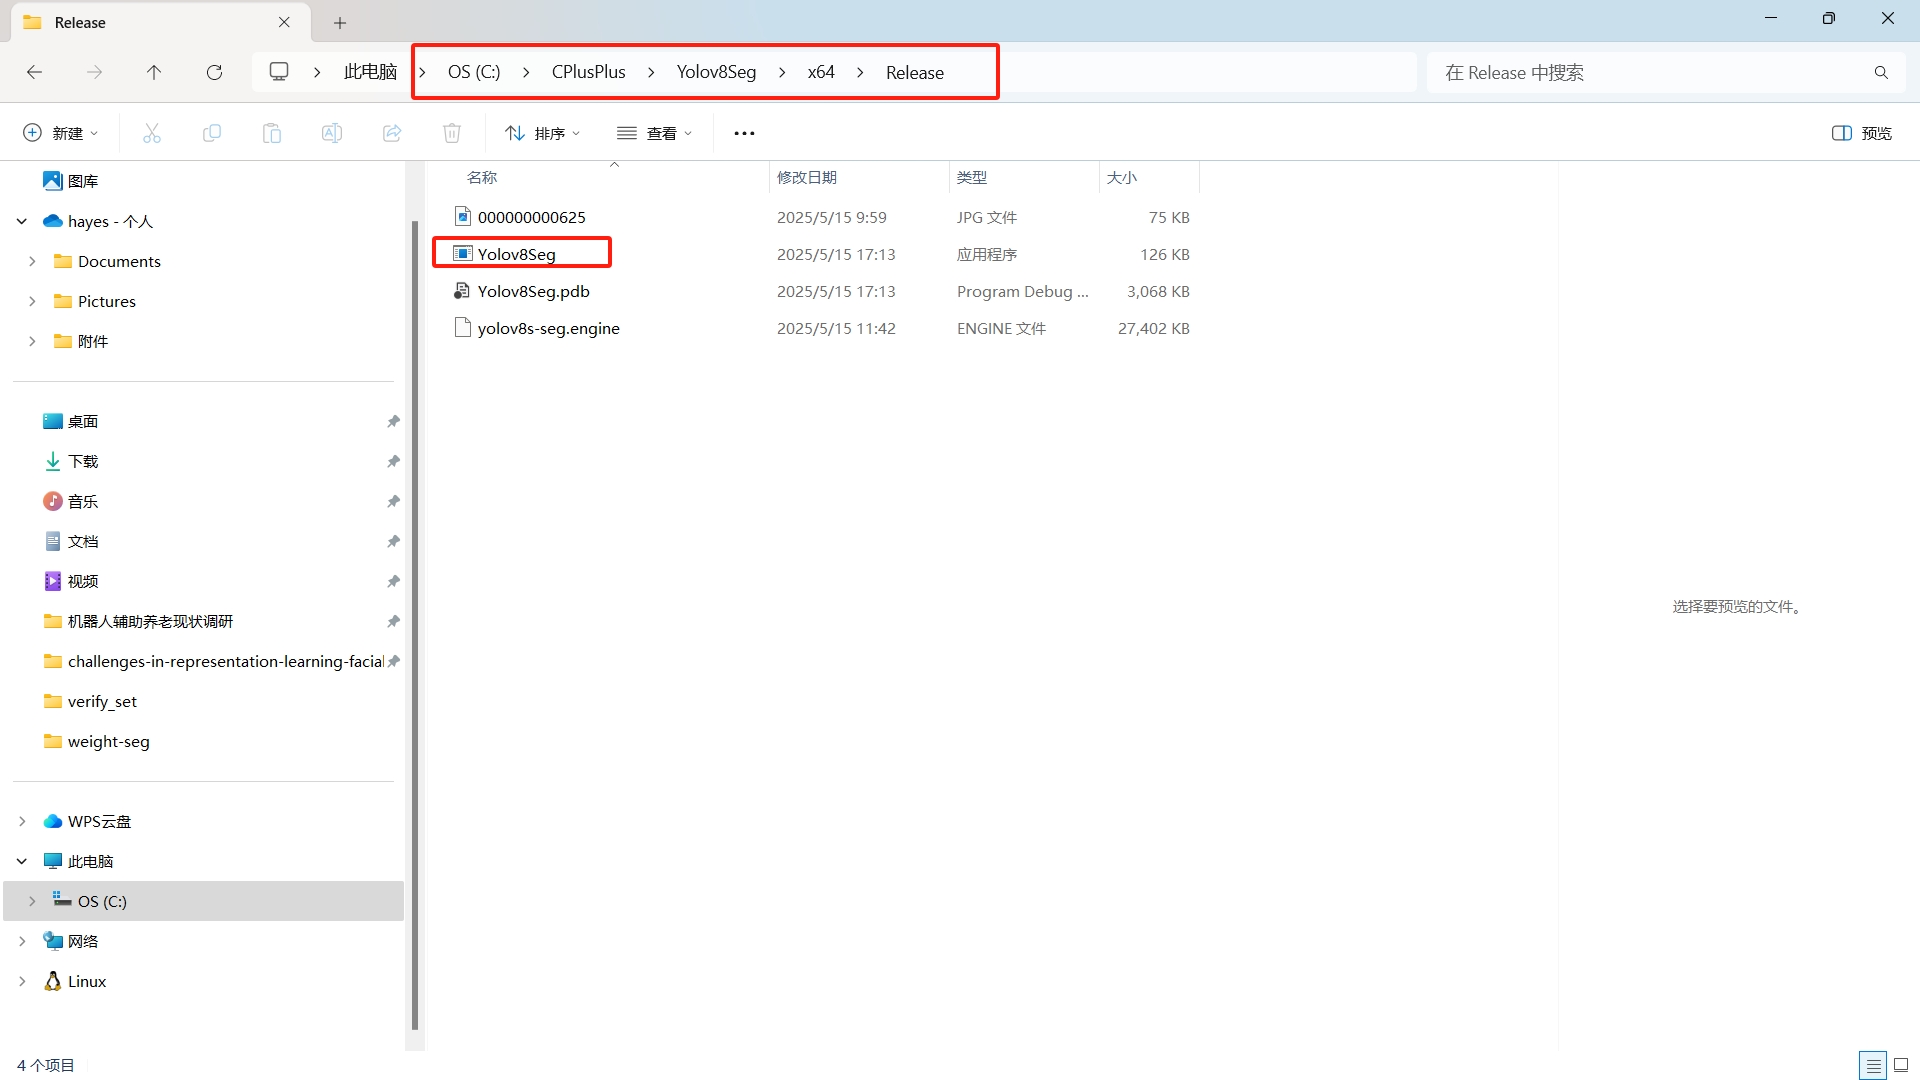 Release
此电脑 OS (C:) CPlusPlus Yolov8Seg x64 Release
在 Release 中搜索
新建 排序 查看 预览
图库
hayes - 个人
Documents
Pictures
附件
桌面
下载
音乐
文档
视频
机器人辅助养老现状调研
challenges-in-representation-learning-facial
verify_set
weight-seg
WPS云盘
此电脑
OS (C:)
网络
Linux
名称 修改日期 类型 大小
000000000625 2025/5/15 9:59 JPG 文件 75 KB
Yolov8Seg 2025/5/15 17:13 应用程序 126 KB
Yolov8Seg.pdb 2025/5/15 17:13 Program Debug ... 3,068 KB
yolov8s-seg.engine 2025/5/15 11:42 ENGINE 文件 27,402 KB
选择要预览的文件。
4 个项目